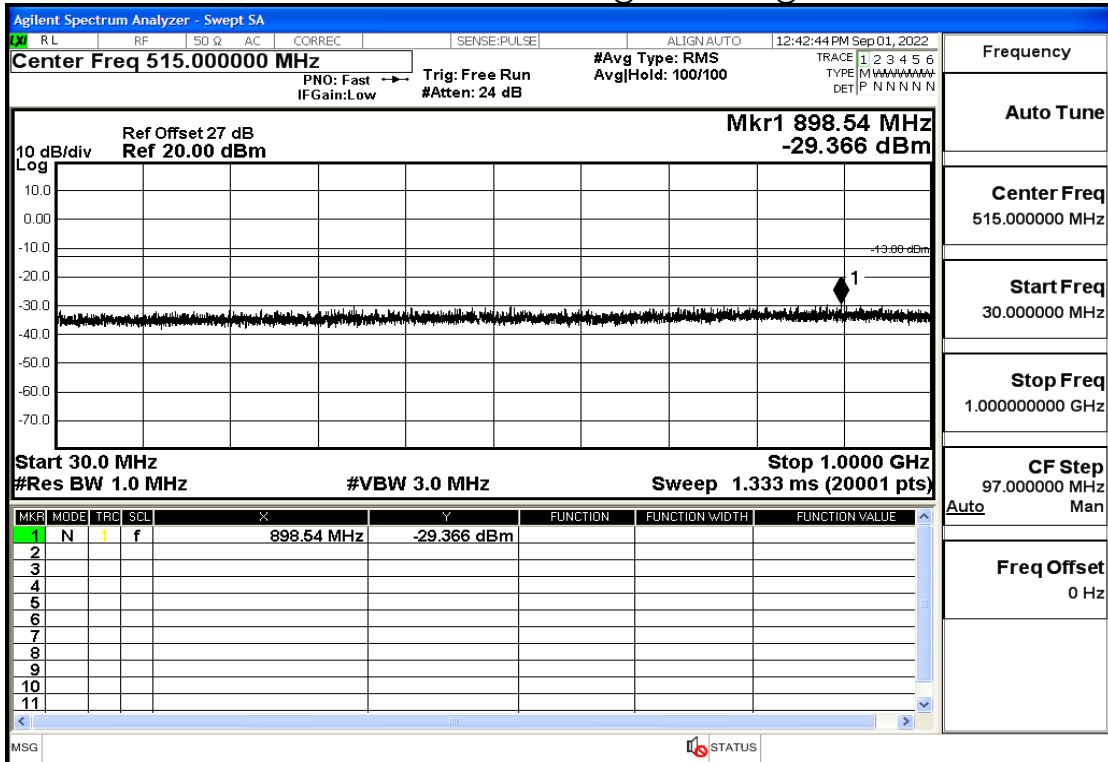 Agilent Spectrum Analyzer - Swept SA
LXI RL RF 50 Ω AC CORREC SENSE:PULSE ALIGN AUTO 12:42:44 PM Sep 01, 2022
Center Freq 515.000000 MHz
PNO: Fast
IFGain:Low
Trig: Free Run
#Atten: 24 dB
#Avg Type: RMS
Avg|Hold: 100/100
TRACE 1 2 3 4 5 6
TYPE M
DET P N N N N N
Ref Offset 27 dB
Ref 20.00 dBm
10 dB/div
Log
Mkr1 898.54 MHz
-29.366 dBm
10.0
0.00
-10.0
-13.00 dBm
-20.0
1
-30.0
-40.0
-50.0
-60.0
-70.0
Start 30.0 MHz Stop 1.0000 GHz
#Res BW 1.0 MHz #VBW 3.0 MHz Sweep 1.333 ms (20001 pts)
MKR MODE TRC SCL X Y FUNCTION FUNCTION WIDTH FUNCTION VALUE
1 N 1 f 898.54 MHz -29.366 dBm
2
3
4
5
6
7
8
9
10
11
MSG STATUS
Frequency
Auto Tune
Center Freq
515.000000 MHz
Start Freq
30.000000 MHz
Stop Freq
1.000000000 GHz
CF Step
97.000000 MHz
Auto Man
Freq Offset
0 Hz